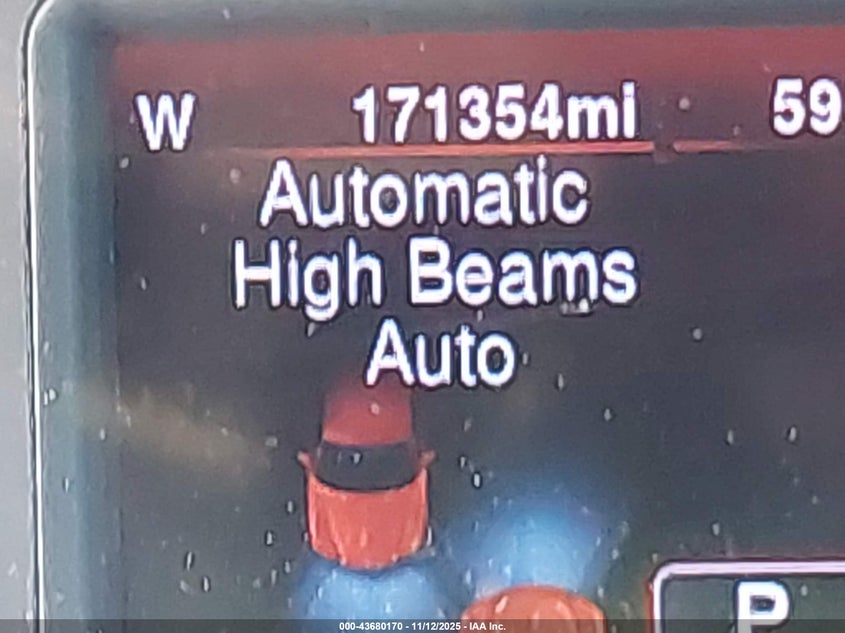 W 171354mi 59
Automatic
High Beams
Auto
P
000-43680170 - 11/12/2025 - IAA Inc.